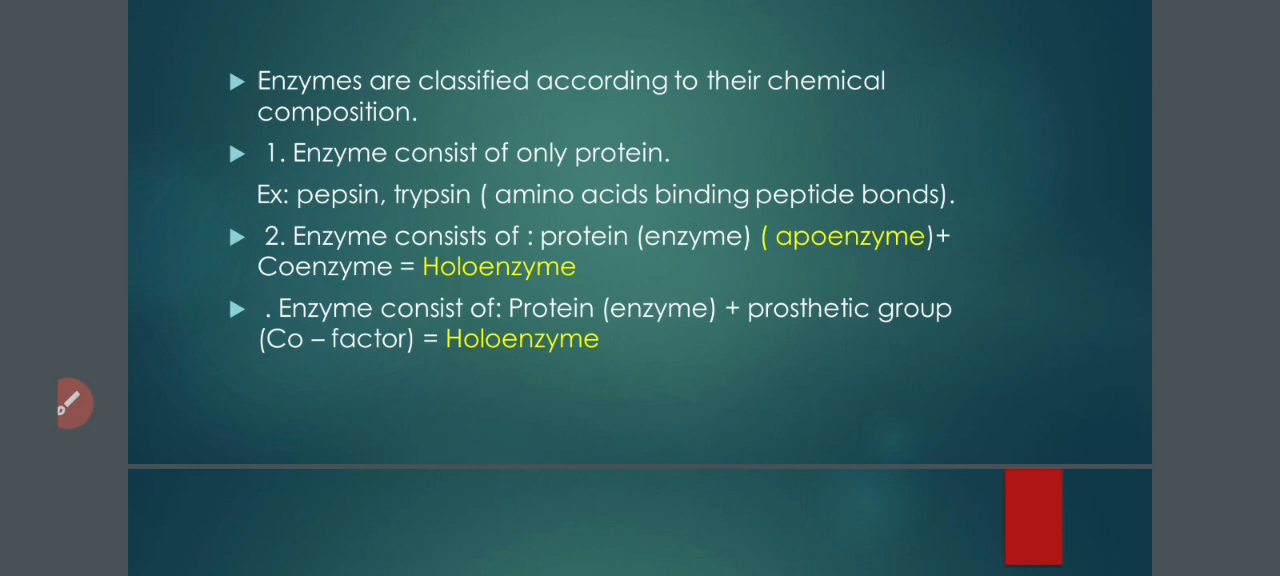 Enzymes are classified according to their chemical
composition.
1. Enzyme consist of only protein.
Ex: pepsin, trypsin ( amino acids binding peptide bonds).
2. Enzyme consists of : protein (enzyme) ( apoenzyme)+
Coenzyme = Holoenzyme
. Enzyme consist of: Protein (enzyme) + prosthetic group
(Co – factor) = Holoenzyme